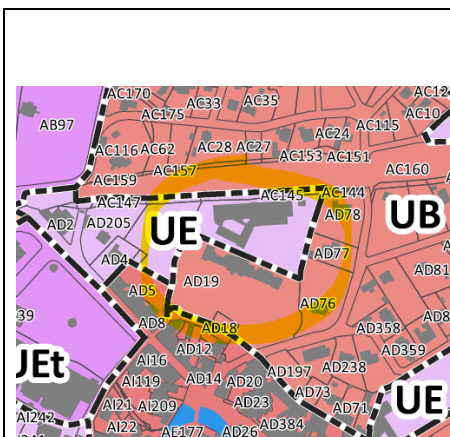 AC170 AC33 AC35 AC12
AC175 AC10
AB97 AC24 AC115
AC116 AC62 AC28 AC27
AC157 AC153 AC151
AC159 AC160
AC147 AC145 AC144
AD2 AD205 UE AD78 UB
AD4 AD77
AD19 AD81
AD5
39 AD76
AD8 AD18 AD358 AD8
AD12 AD359
UEt AI16 AD197 AD238
AI119 AD14 AD20 AD73
AI21 AI209 AD23 AD71 UE
AI242 AI22 AE177 AD26 AD384